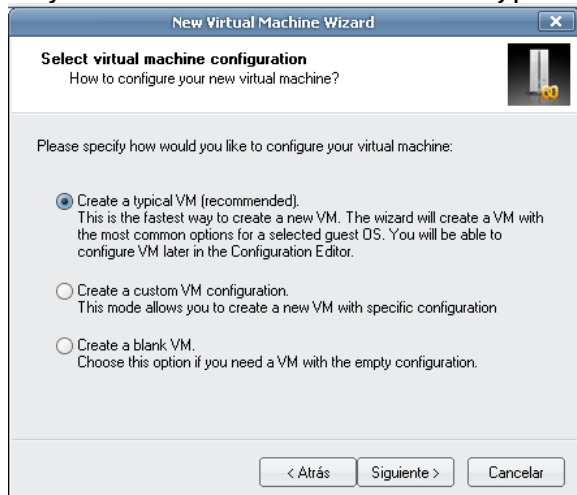 New Virtual Machine Wizard
Select virtual machine configuration
How to configure your new virtual machine?
Please specify how would you like to configure your virtual machine:
Create a typical VM (recommended).
This is the fastest way to create a new VM. The wizard will create a VM with
the most common options for a selected guest OS. You will be able to
configure VM later in the Configuration Editor.
Create a custom VM configuration.
This mode allows you to create a new VM with specific configuration
Create a blank VM.
Choose this option if you need a VM with the empty configuration.
< Atrás Siguiente > Cancelar